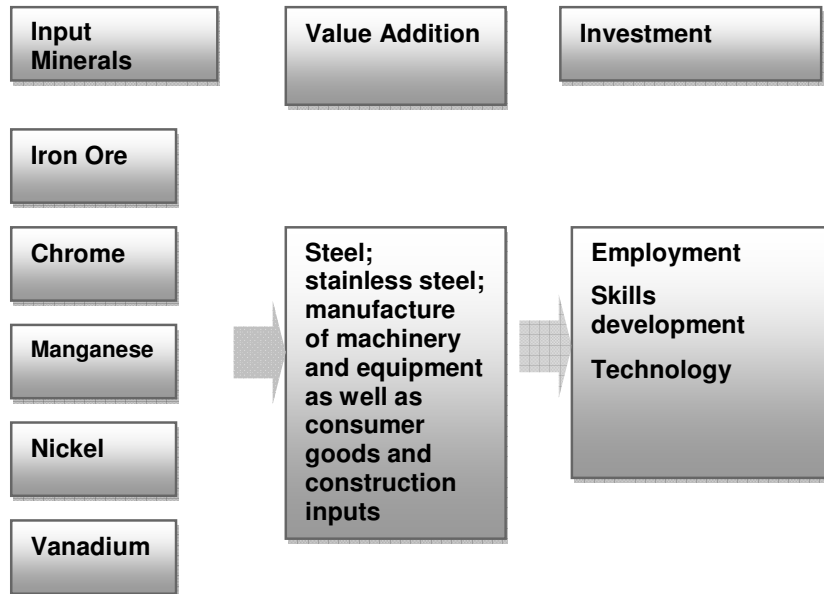 Input
Minerals
Value Addition
Investment
Iron Ore
Chrome
Manganese
Nickel
Vanadium
Steel;
stainless steel;
manufacture
of machinery
and equipment
as well as
consumer
goods and
construction
inputs
Employment
Skills
development
Technology